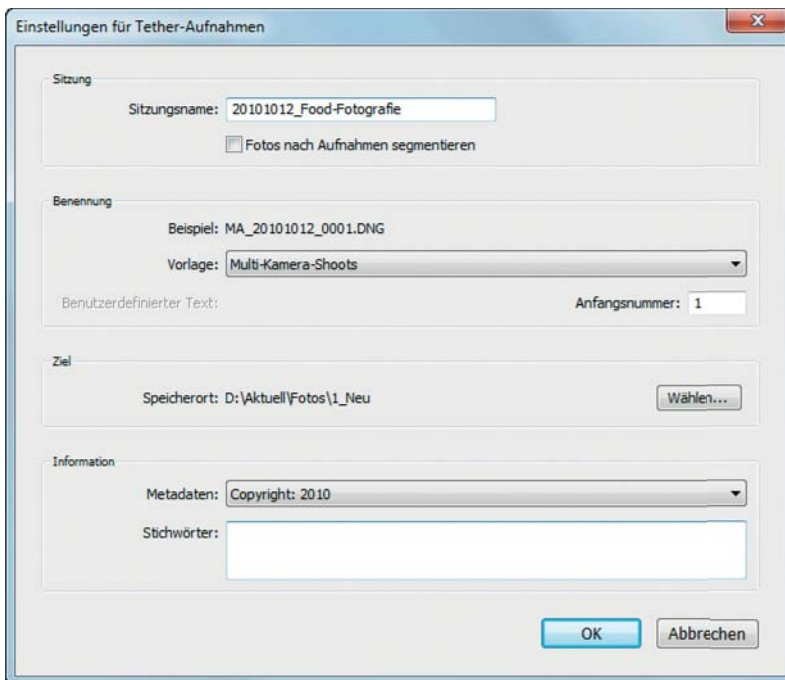 Einstellungen für Tether-Aufnahmen
Sitzung
Sitzungsname: 20101012_Food-Fotografie
Fotos nach Aufnahmen segmentieren
Benennung
Beispiel: MA_20101012_0001.DNG
Vorlage: Multi-Kamera-Shoots
Benutzerdefinierter Text: Anfangsnummer: 1
Ziel
Speicherort: D:\Aktuell\Fotos\1_Neu Wählen...
Information
Metadaten: Copyright: 2010
Stichwörter:
OK Abbrechen